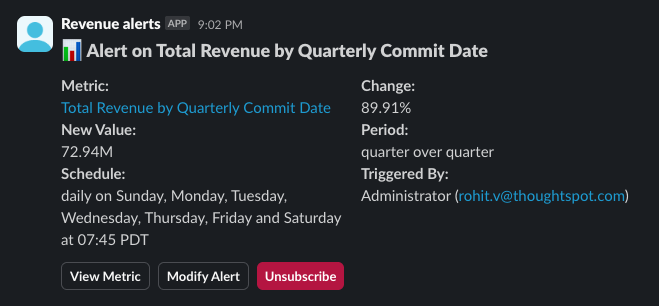 Revenue alerts APP 9:02 PM
Alert on Total Revenue by Quarterly Commit Date
Metric:
Total Revenue by Quarterly Commit Date
New Value:
72.94M
Schedule:
daily on Sunday, Monday, Tuesday,
Wednesday, Thursday, Friday and Saturday
at 07:45 PDT
Change:
89.91%
Period:
quarter over quarter
Triggered By:
Administrator (rohit.v@thoughtspot.com)
View Metric
Modify Alert
Unsubscribe